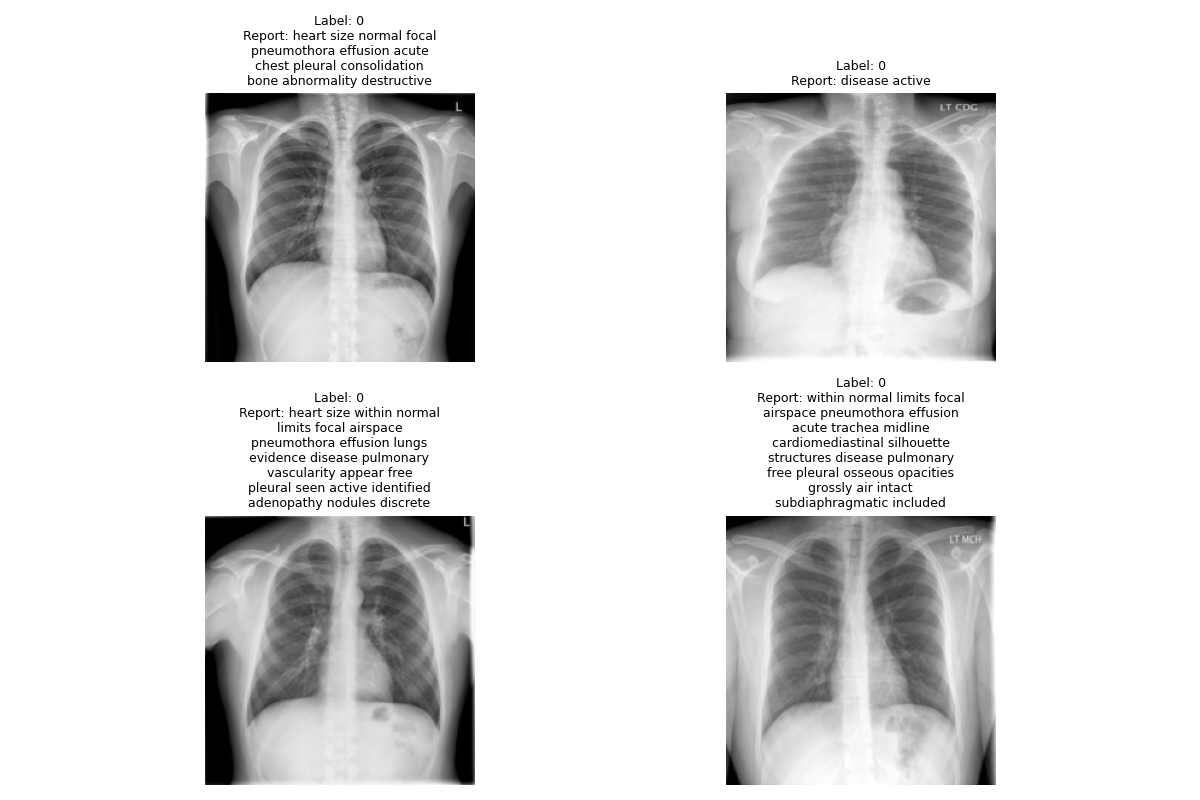 Label: 0
Report: heart size normal focal
pneumothora effusion acute
chest pleural consolidation
bone abnormality destructive
L
Label: 0
Report: disease active
LT CDG
Label: 0
Report: heart size within normal
limits focal airspace
pneumothora effusion lungs
evidence disease pulmonary
vascularity appear free
pleural seen active identified
adenopathy nodules discrete
L
Label: 0
Report: within normal limits focal
airspace pneumothora effusion
acute trachea midline
cardiomediastinal silhouette
structures disease pulmonary
free pleural osseous opacities
grossly air intact
subdiaphragmatic included
LT MCH